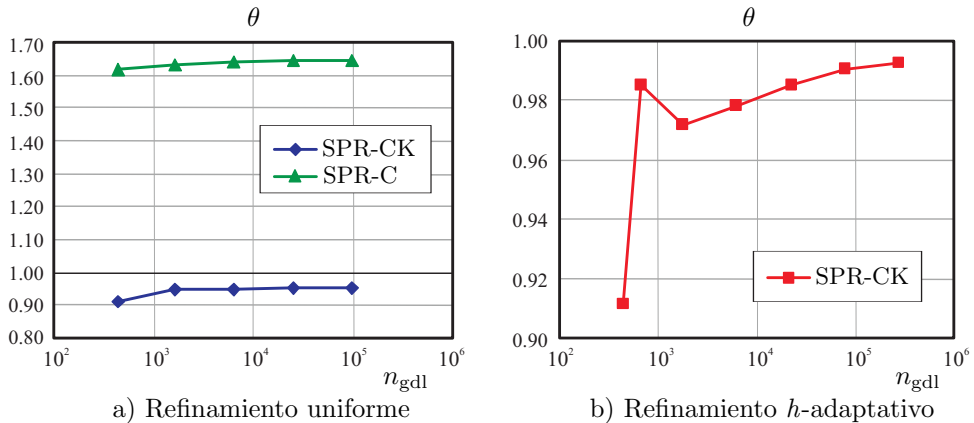 θ
1.70
1.60
1.50
1.40
1.30
1.20
1.10
1.00
0.90
0.80
SPR-CK
SPR-C
10² 10³ 10⁴ 10⁵ 10⁶
n_gdl
a) Refinamiento uniforme
θ
1.00
0.98
0.96
0.94
0.92
0.90
SPR-CK
10² 10³ 10⁴ 10⁵ 10⁶
n_gdl
b) Refinamiento h-adaptativo